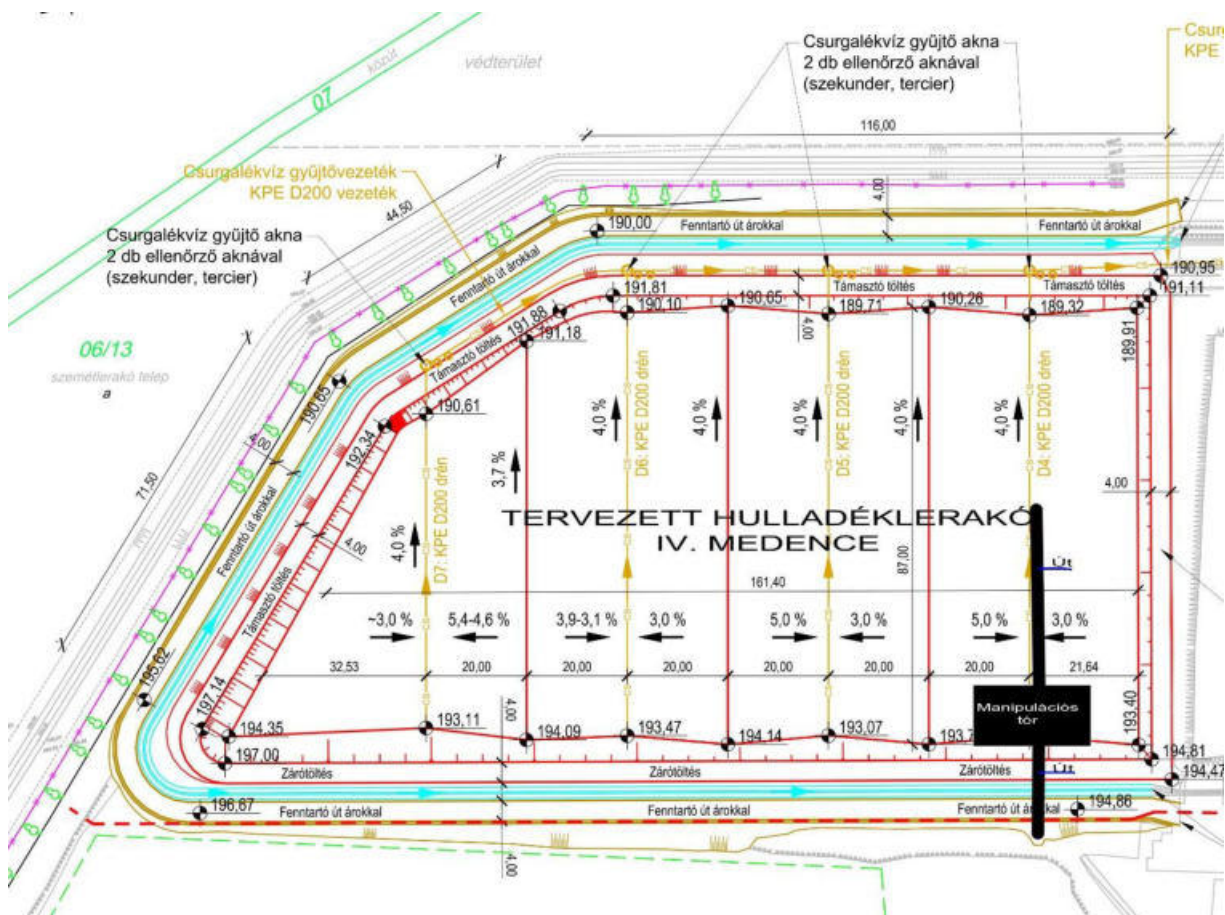 Csurgalékvíz gyűjtő akna
2 db ellenőrző aknával
(szekunder, tercier)
KPE
közút
védterület
07
116,00
Csurgalékvíz gyűjtővezeték
KPE D200 vezeték
44,50
4,00
190,00
Fenntartó út árokkal
Fenntartó út árokkal
Csurgalékvíz gyűjtő akna
2 db ellenőrző aknával
(szekunder, tercier)
Fenntartó út árokkal
190,95
191,81
Támasztó töltés
Támasztó töltés
191,11
191,88
190,10
190,65
189,71
190,26
189,32
191,18
4,00
189,91
06/13
szemétlerakó telep
a
Támasztó töltés
190,65
190,61
192,34
4,00
4,0 %
4,0 %
4,0 %
4,0 %
4,0 %
D6: KPE D200 drén
D5: KPE D200 drén
D4: KPE D200 drén
3,7 %
71,50
4,00
4,00
TERVEZETT HULLADÉKLERAKÓ
IV. MEDENCE
4,0 %
D7: KPE D200 drén
87,00
Út
161,40
Fenntartó út árokkal
Támasztó töltés
~3,0 %
5,4-4,6 %
3,9-3,1 %
3,0 %
5,0 %
3,0 %
5,0 %
3,0 %
32,53
20,00
20,00
20,00
20,00
20,00
20,00
21,64
195,62
197,14
Manipulációs
tér
193,40
194,35
193,11
4,00
194,09
193,47
194,14
193,07
197,00
194,81
Zárótöltés
Zárótöltés
Zárótöltés
Út
194,47
196,67
Fenntartó út árokkal
Fenntartó út árokkal
Fenntartó út árokkal
194,86
4,00